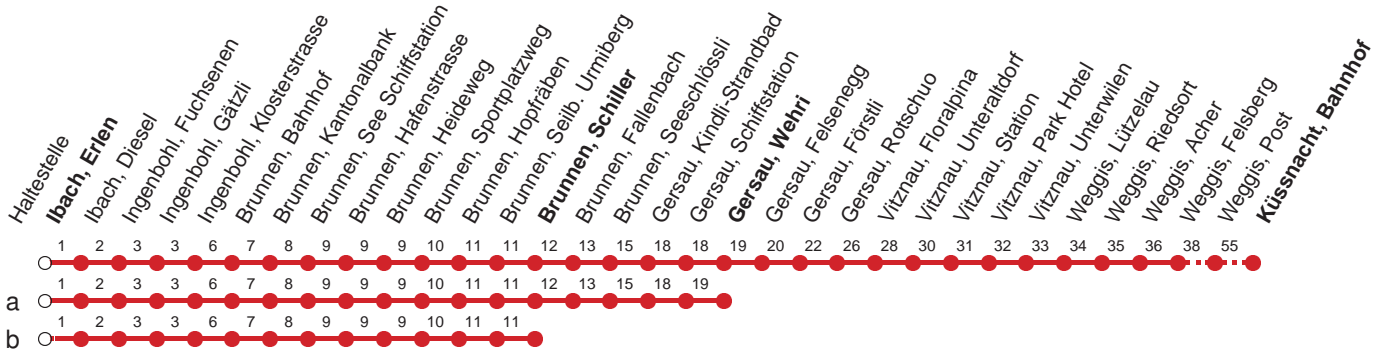 Haltestelle
Ibach, Erlen
Ibach, Diesel
Ingenbohl, Fuchsenen
Ingenbohl, Gätzli
Ingenbohl, Klosterstrasse
Brunnen, Bahnhof
Brunnen, Kantonalbank
Brunnen, See Schiffstation
Brunnen, Hafenstrasse
Brunnen, Heideweg
Brunnen, Sportplatzweg
Brunnen, Hopfräben
Brunnen, Seilb. Urmiberg
Brunnen, Schiller
Brunnen, Fallenbach
Brunnen, Seeschlössli
Gersau, Kindli-Strandbad
Gersau, Schiffstation
Gersau, Wehri
Gersau, Felsenegg
Gersau, Förstli
Gersau, Rotschuo
Vitznau, Floralpina
Vitznau, Unteraltdorf
Vitznau, Station
Vitznau, Park Hotel
Vitznau, Unterwilen
Weggis, Lützelau
Weggis, Riedsort
Weggis, Acher
Weggis, Felsberg
Weggis, Post
Küssnacht, Bahnhof
1 2 3 3 6 7 8 9 9 9 10 11 11 12 13 15 18 18 19 20 22 26 28 30 31 32 33 34 35 36 38 55
a 1 2 3 3 6 7 8 9 9 9 10 11 11 12 13 15 18 19
b 1 2 3 3 6 7 8 9 9 9 10 11 11